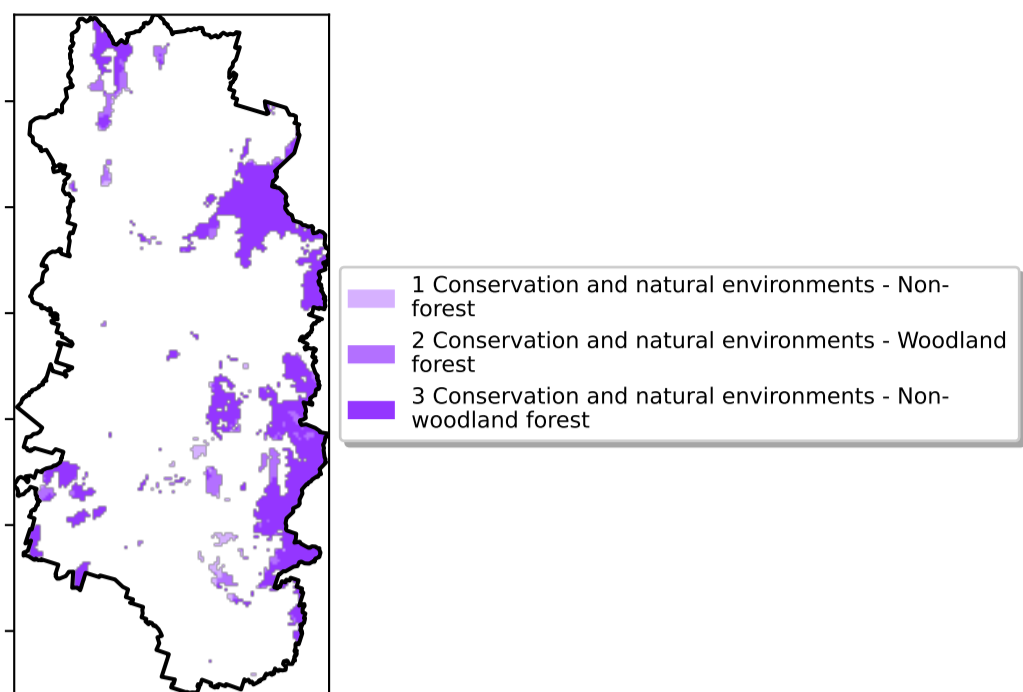 1 Conservation and natural environments - Non-
forest
2 Conservation and natural environments - Woodland
forest
3 Conservation and natural environments - Non-
woodland forest